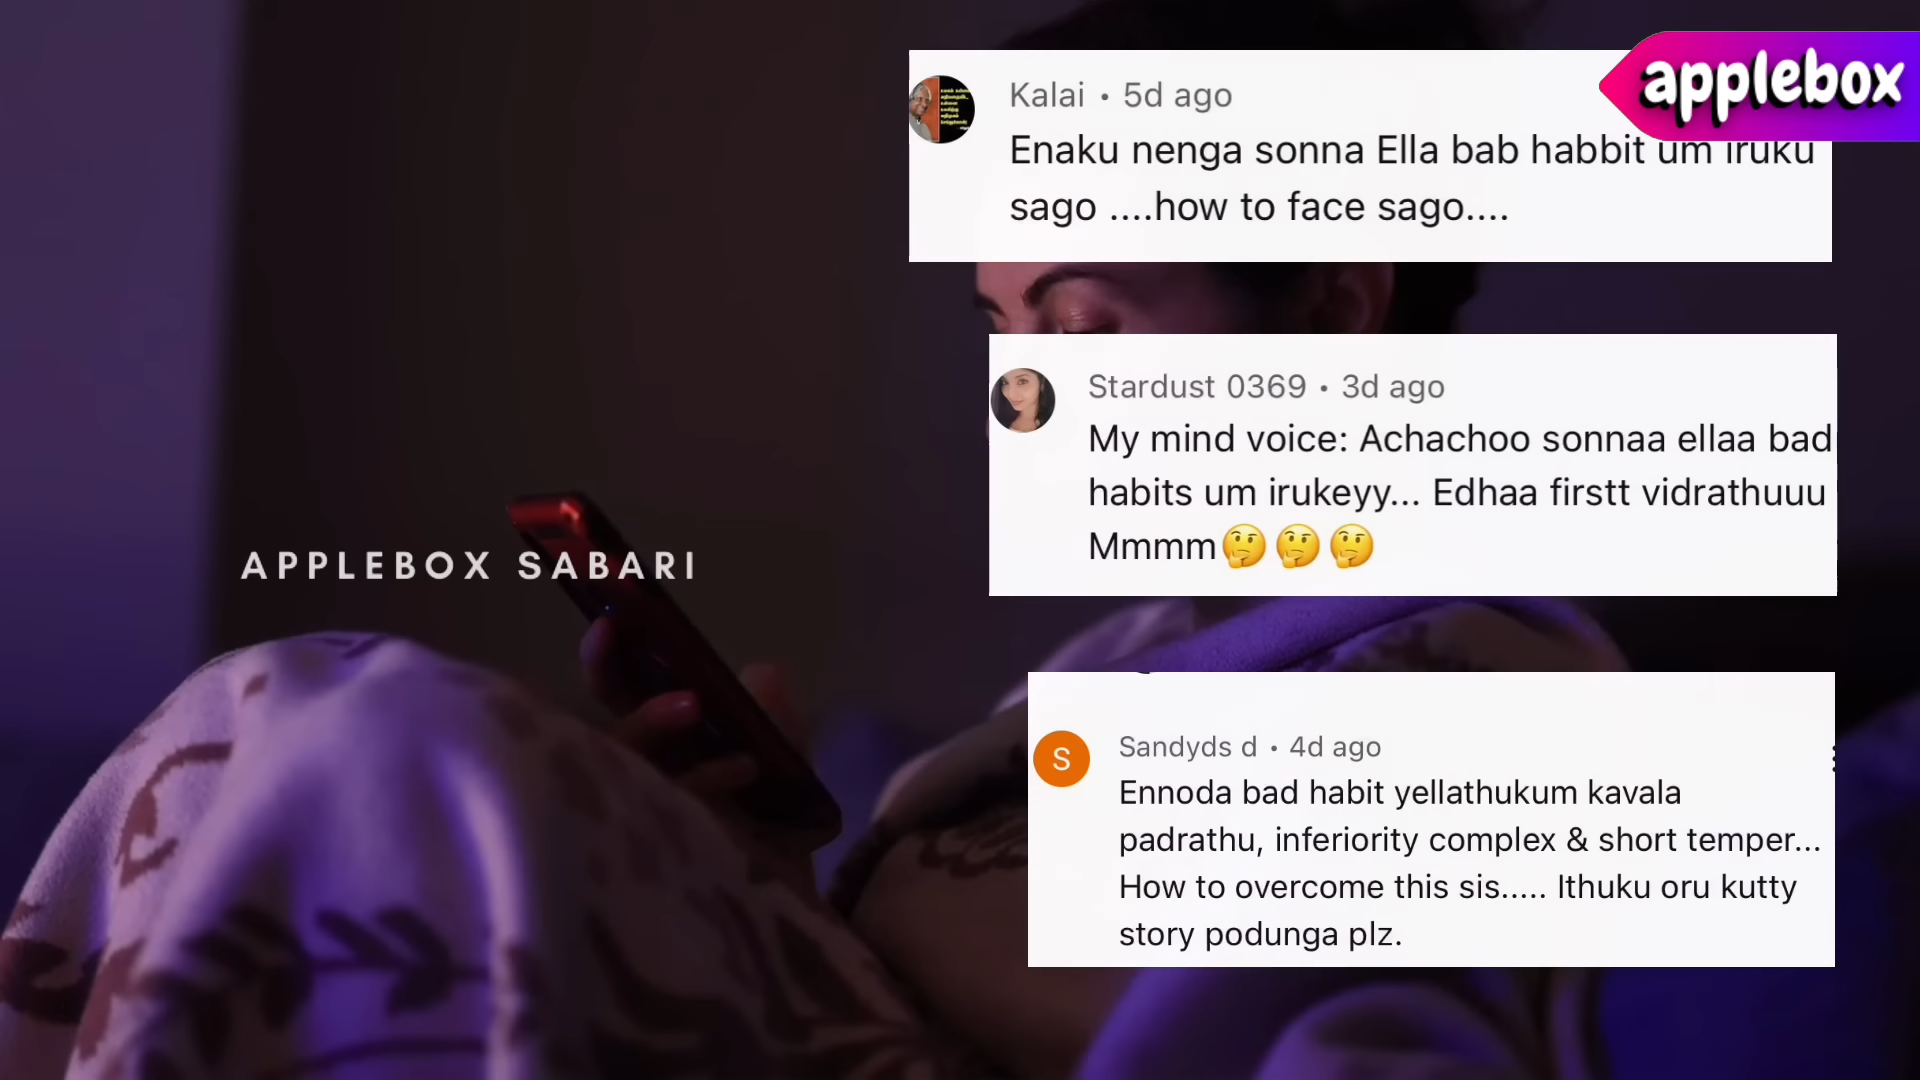 applebox
Kalai • 5d ago
Enaku nenga sonna Ella bab habbit um iruku
sago ....how to face sago....
Stardust 0369 • 3d ago
My mind voice: Achachoo sonnaa ellaa bad
habits um irukeyy... Edhaa firstt vidrathuuu
Mmmm🤔🤔🤔
APPLEBOX SABARI
S
Sandyds d • 4d ago
Ennoda bad habit yellathukum kavala
padrathu, inferiority complex & short temper...
How to overcome this sis..... Ithuku oru kutty
story podunga plz.